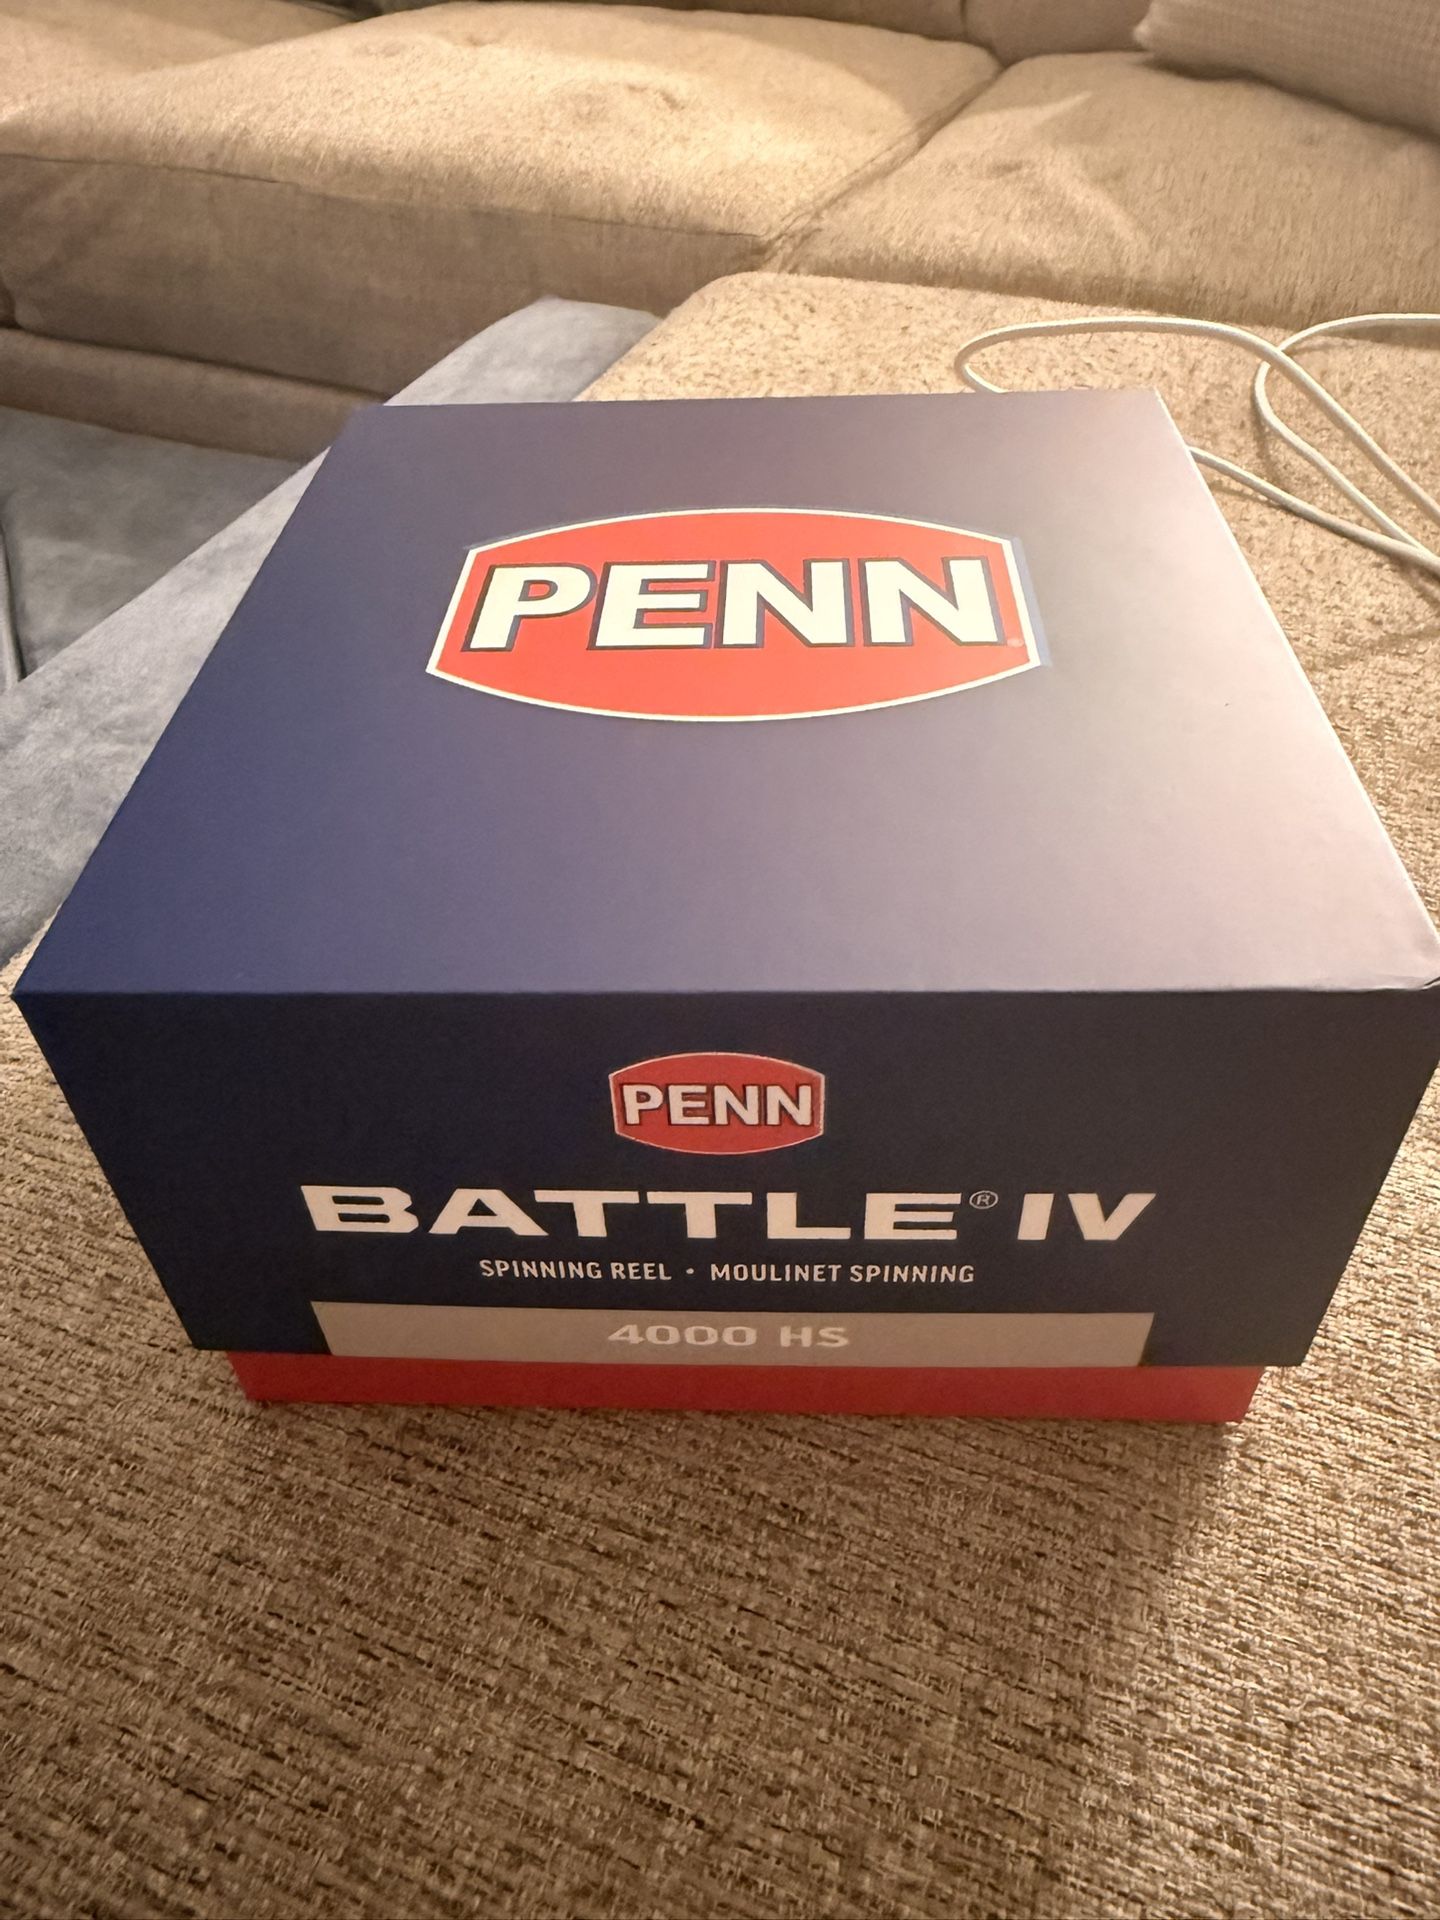 PENN
PENN
BATTLE® IV
SPINNING REEL • MOULINET SPINNING
4000 HS